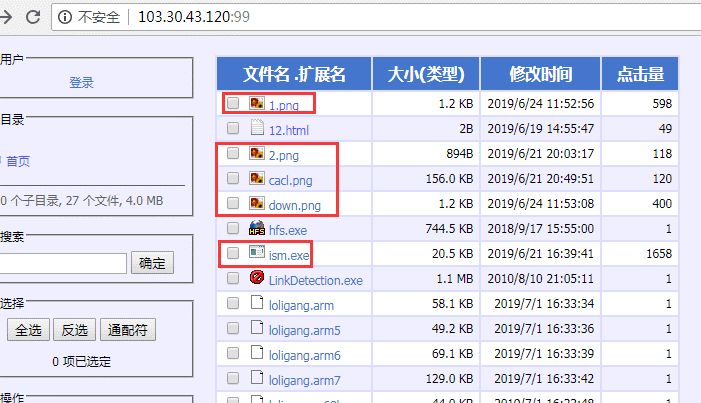 不安全 | 103.30.43.120:99
用户
登录
目录
首页
0 个子目录, 27 个文件, 4.0 MB
搜索
确定
选择
全选 反选 通配符
0 项已选定
操作
文件名 .扩展名 大小(类型) 修改时间 点击量
1.png 1.2 KB 2019/6/24 11:52:56 598
12.html 2B 2019/6/19 14:55:47 49
2.png 894B 2019/6/21 20:03:17 118
cacl.png 156.0 KB 2019/6/21 20:49:51 120
down.png 1.2 KB 2019/6/24 11:53:08 400
hfs.exe 744.5 KB 2018/9/17 15:55:00 1
ism.exe 20.5 KB 2019/6/21 16:39:41 1658
LinkDetection.exe 1.1 MB 2010/8/10 21:05:11 1
loligang.arm 58.1 KB 2019/7/1 16:33:34 1
loligang.arm5 49.2 KB 2019/7/1 16:33:36 1
loligang.arm6 69.1 KB 2019/7/1 16:33:39 1
loligang.arm7 129.0 KB 2019/7/1 16:33:42 1